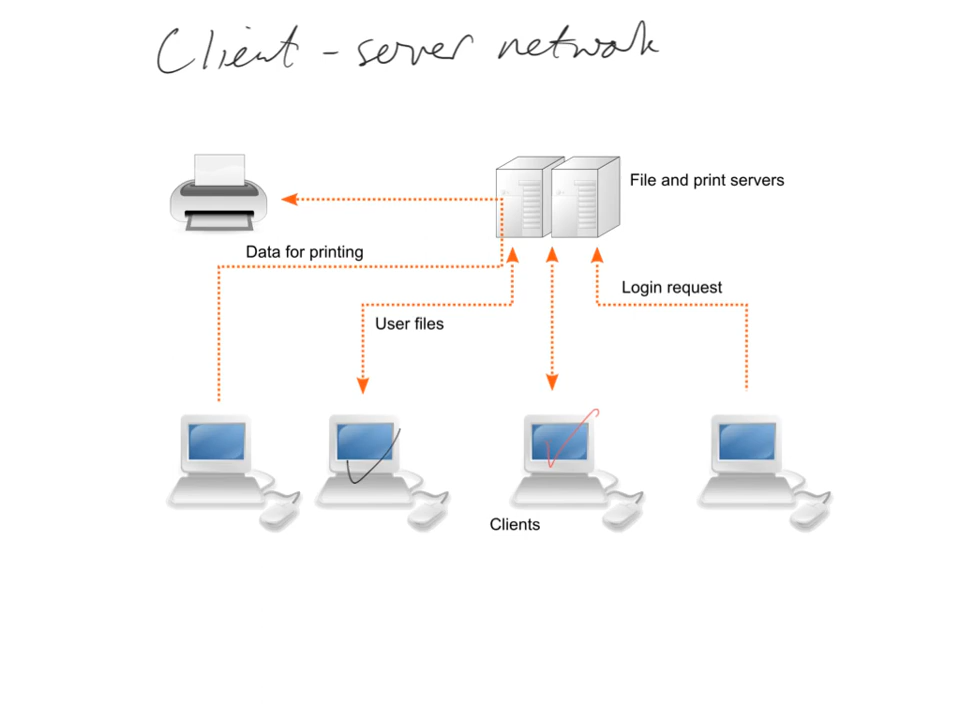 Client - server network
File and print servers
Data for printing
Login request
User files
Clients